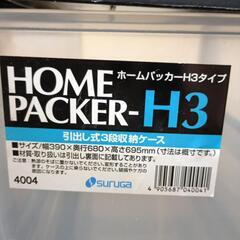 HOME
ホームパッカーH3タイプ
PACKER-H3
引出し式3段収納ケース
■サイズ/幅390×奥行680×高さ695mm(寸法は概寸です。)
■材質・取り扱いは引出し裏面に記載してあります。
4004
suruga
4 905687 040041